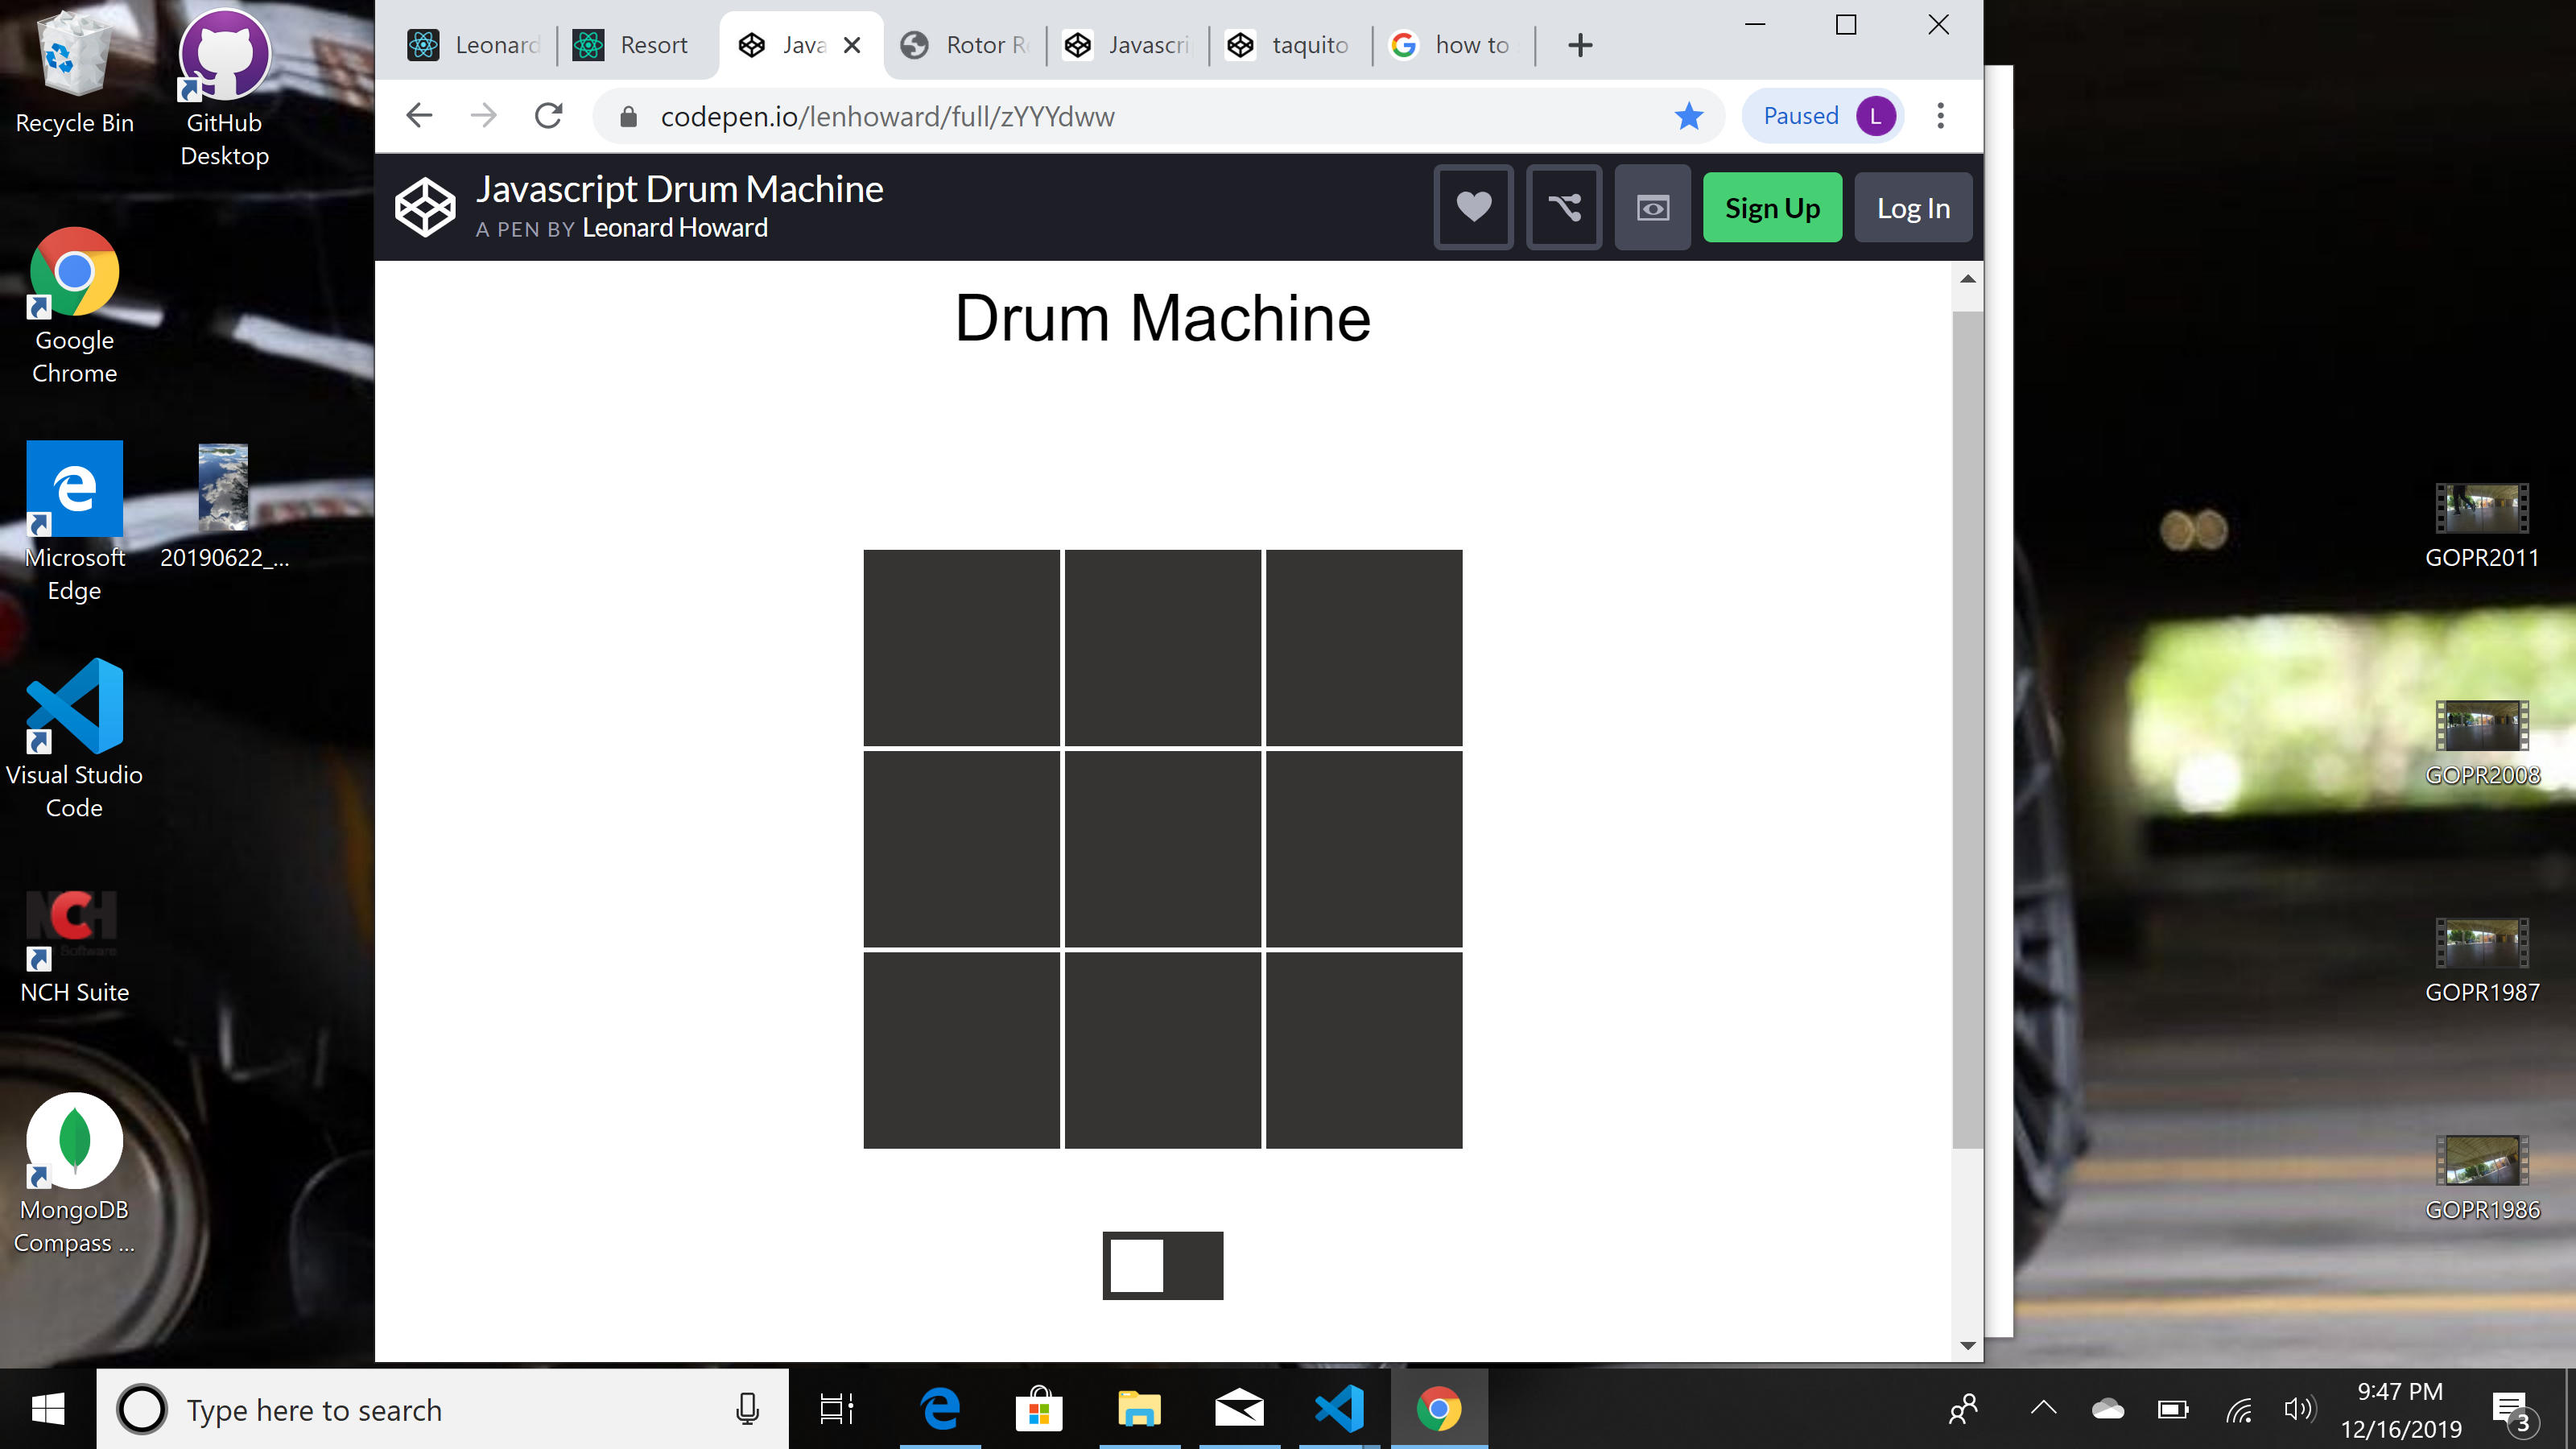 Leonard
Resort
Java
Rotor R
Javascri
taquito
how to
codepen.io/lenhoward/full/zYYYdww
Paused
L
Javascript Drum Machine
A PEN BY Leonard Howard
Sign Up
Log In
Drum Machine
Recycle Bin
GitHub
Desktop
Google
Chrome
Microsoft
Edge
20190622_...
Visual Studio
Code
NCH
Software
NCH Suite
MongoDB
Compass ...
GOPR2011
GOPR2008
GOPR1987
GOPR1986
Type here to search
9:47 PM
12/16/2019
3